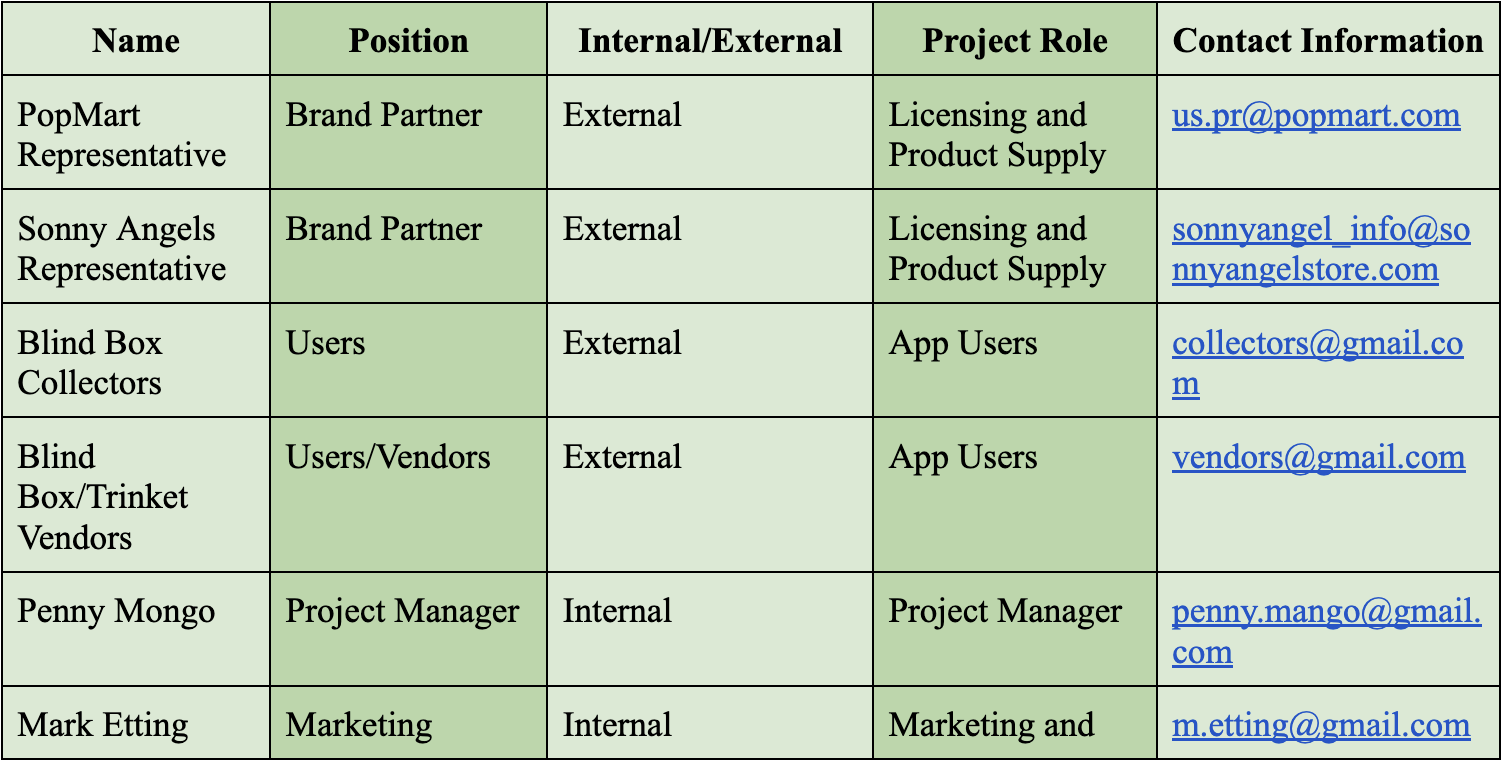 Name Position Internal/External Project Role Contact Information
PopMart Brand Partner External Licensing and us.pr@popmart.com
Representative Product Supply
Sonny Angels Brand Partner External Licensing and sonnyangel_info@so
Representative Product Supply nnyangelstore.com
Blind Box Users External App Users collectors@gmail.co
Collectors m
Blind Users/Vendors External App Users vendors@gmail.com
Box/Trinket
Vendors
Penny Mongo Project Manager Internal Project Manager penny.mango@gmail.
com
Mark Etting Marketing Internal Marketing and m.etting@gmail.com